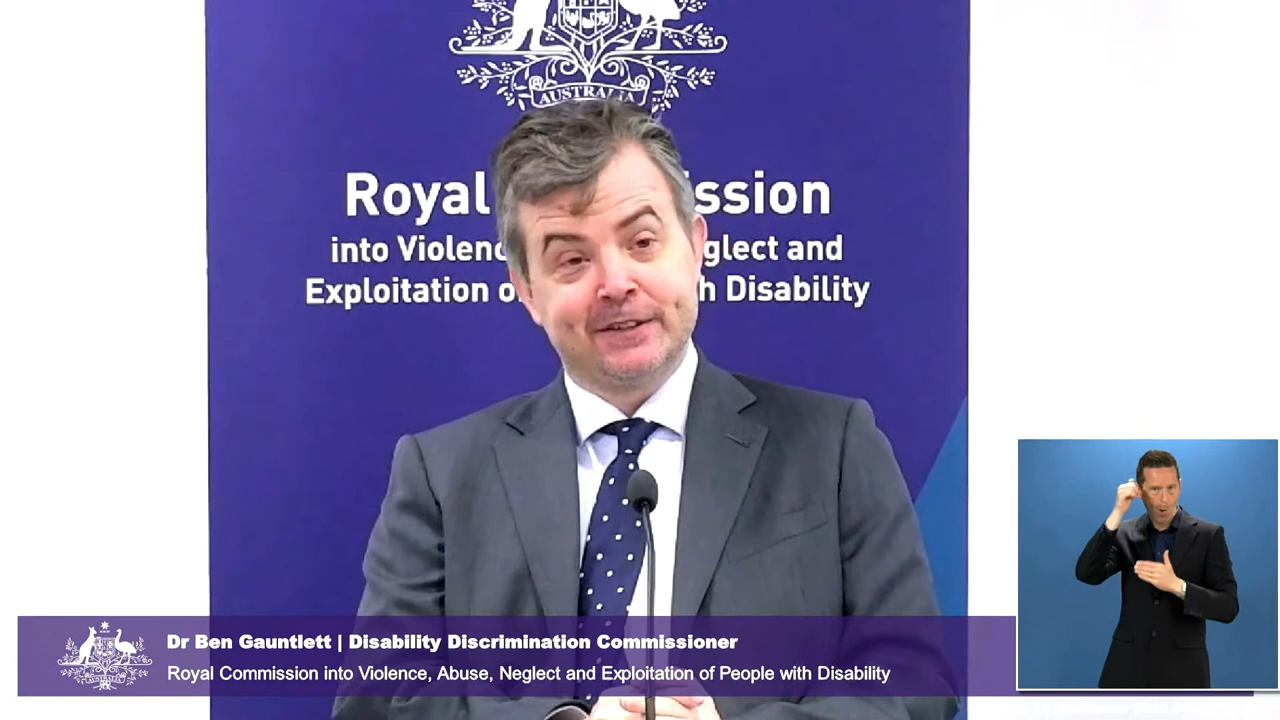 AUSTRALIA
Royal ssion
into Violenc glect and
Exploitation o h Disability
Dr Ben Gauntlett | Disability Discrimination Commissioner
Royal Commission into Violence, Abuse, Neglect and Exploitation of People with Disability